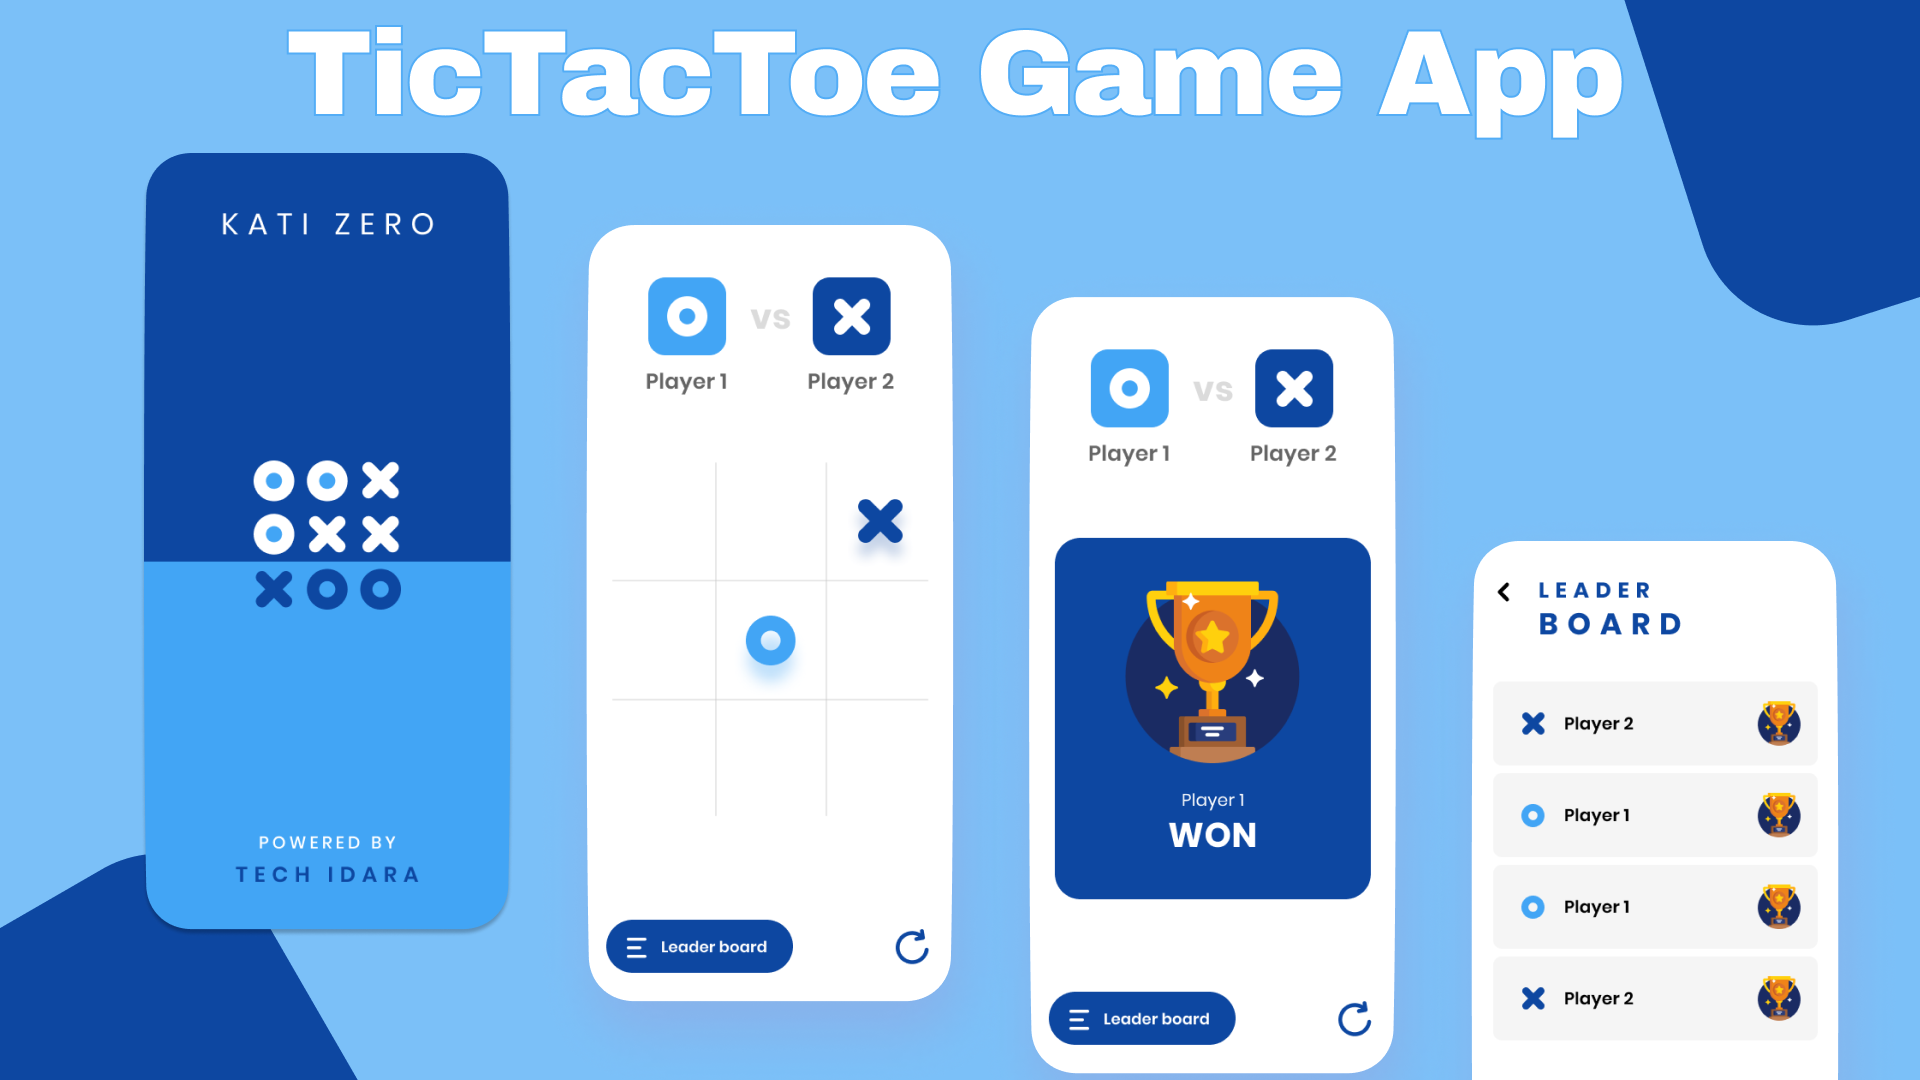 TicTacToe Game App
KATI ZERO
POWERED BY
TECH IDARA
vs
Player 1
Player 2
Leader board
vs
Player 1
Player 2
Player 1
WON
Leader board
LEADER
BOARD
Player 2
Player 1
Player 1
Player 2